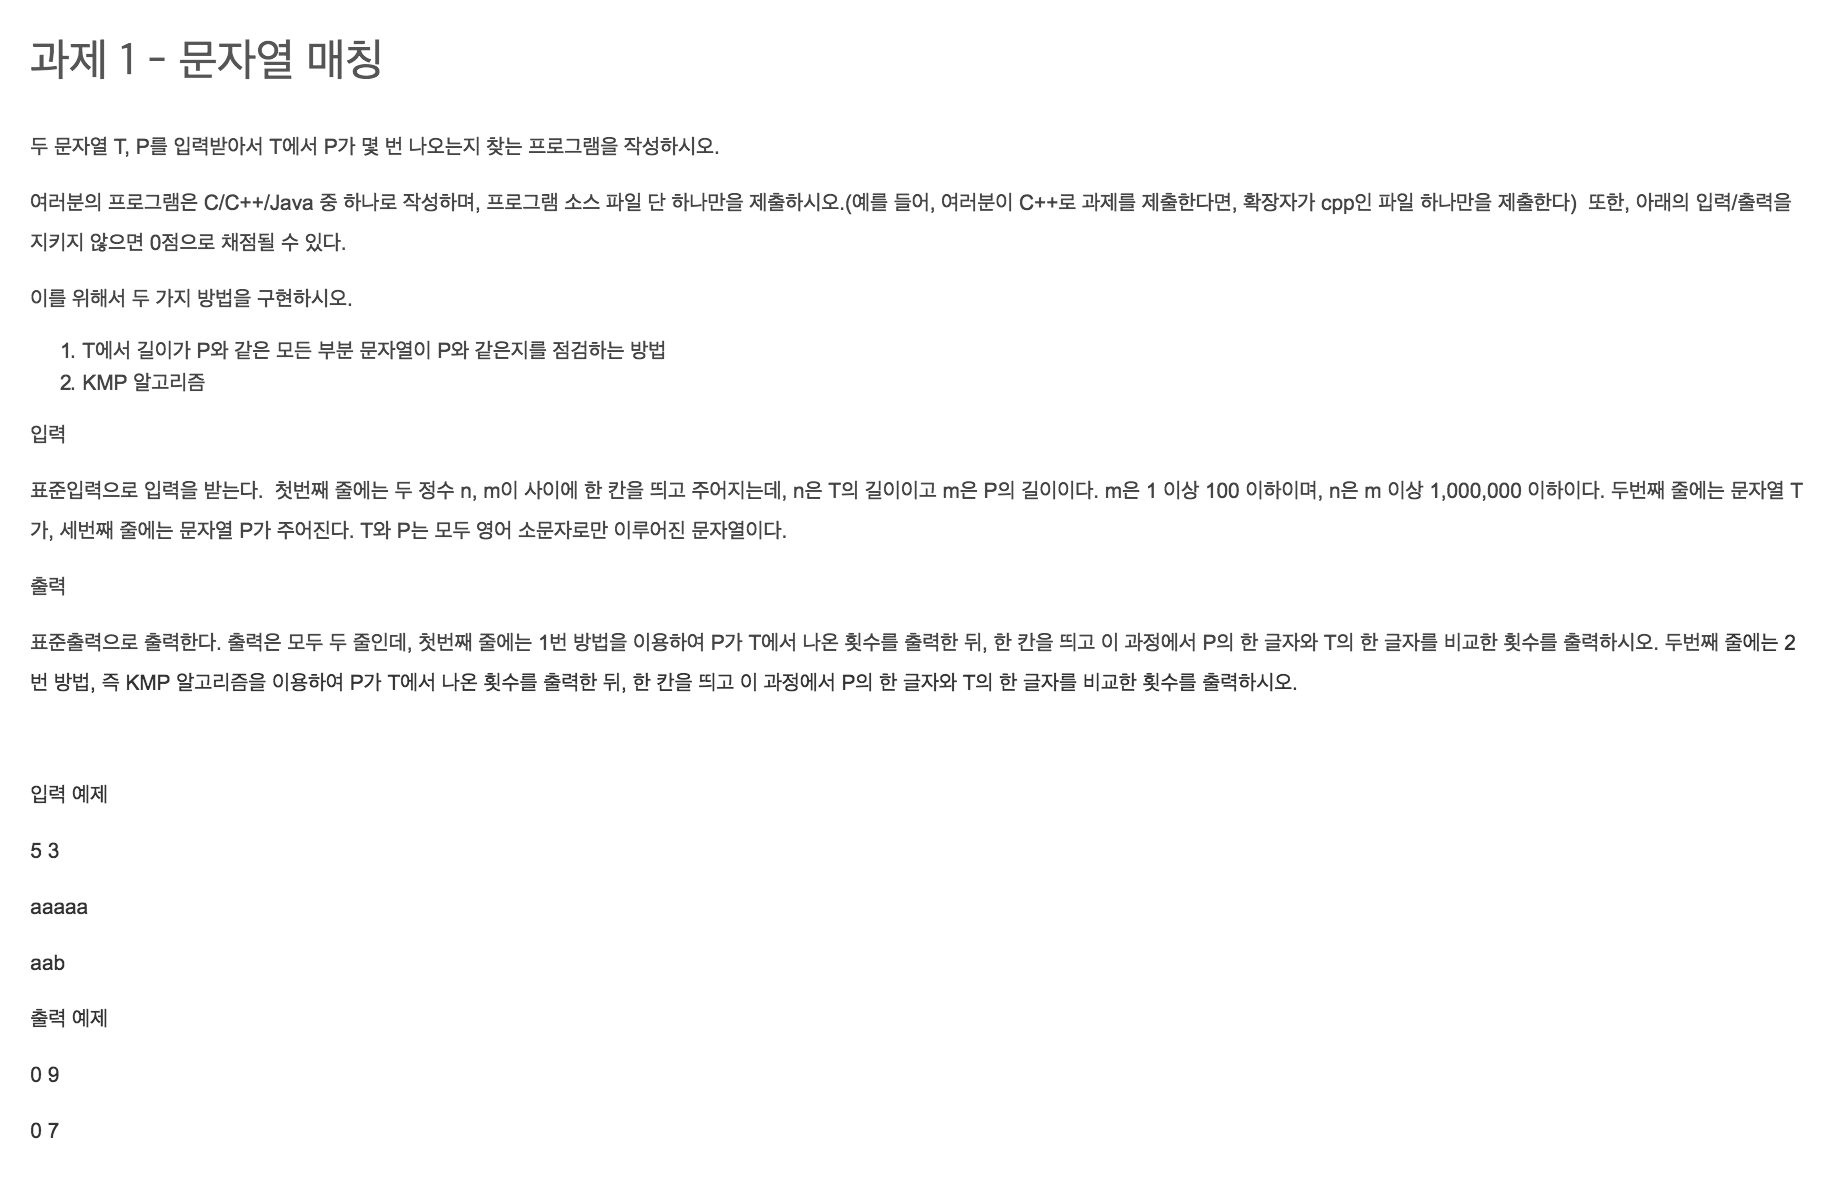 과제 1 - 문자열 매칭
두 문자열 T, P를 입력받아서 T에서 P가 몇 번 나오는지 찾는 프로그램을 작성하시오.
여러분의 프로그램은 C/C++/Java 중 하나로 작성하며, 프로그램 소스 파일 단 하나만을 제출하시오.(예를 들어, 여러분이 C++로 과제를 제출한다면, 확장자가 cpp인 파일 하나만을 제출한다)  또한, 아래의 입력/출력을
지키지 않으면 0점으로 채점될 수 있다.
이를 위해서 두 가지 방법을 구현하시오.
1. T에서 길이가 P와 같은 모든 부분 문자열이 P와 같은지를 점검하는 방법
2. KMP 알고리즘
입력
표준입력으로 입력을 받는다.  첫번째 줄에는 두 정수 n, m이 사이에 한 칸을 띄고 주어지는데, n은 T의 길이이고 m은 P의 길이이다. m은 1 이상 100 이하이며, n은 m 이상 1,000,000 이하이다. 두번째 줄에는 문자열 T
가, 세번째 줄에는 문자열 P가 주어진다. T와 P는 모두 영어 소문자로만 이루어진 문자열이다.
출력
표준출력으로 출력한다. 출력은 모두 두 줄인데, 첫번째 줄에는 1번 방법을 이용하여 P가 T에서 나온 횟수를 출력한 뒤, 한 칸을 띄고 이 과정에서 P의 한 글자와 T의 한 글자를 비교한 횟수를 출력하시오. 두번째 줄에는 2
번 방법, 즉 KMP 알고리즘을 이용하여 P가 T에서 나온 횟수를 출력한 뒤, 한 칸을 띄고 이 과정에서 P의 한 글자와 T의 한 글자를 비교한 횟수를 출력하시오.
입력 예제
5 3
aaaaa
aab
출력 예제
0 9
0 7